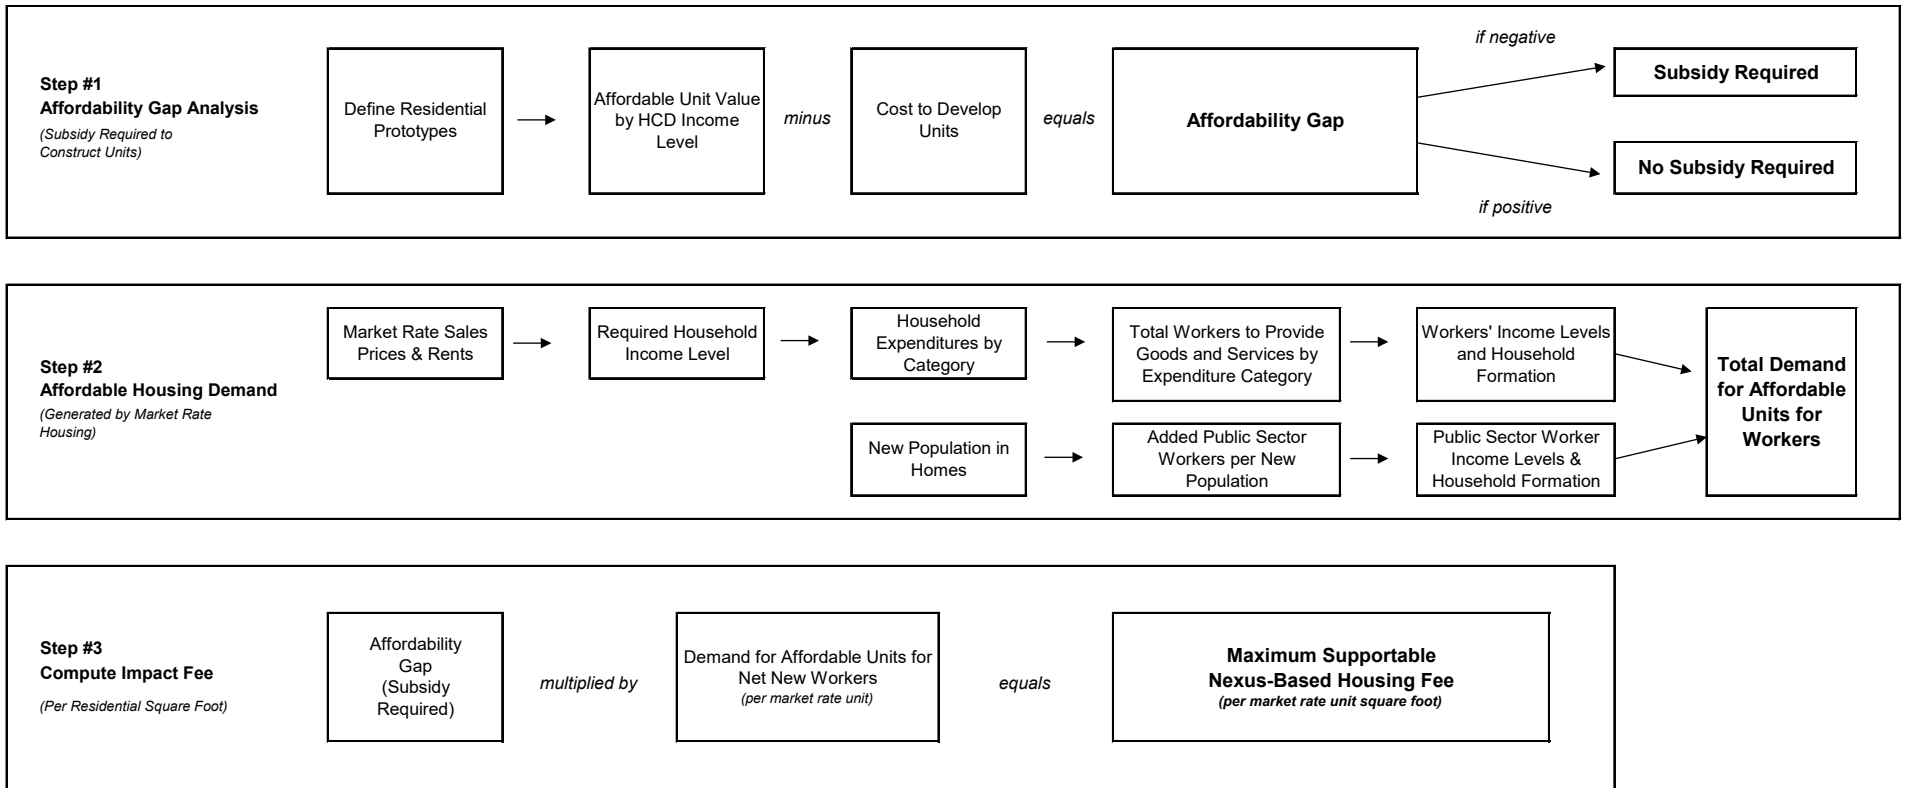 Step #1
Affordability Gap Analysis
(Subsidy Required to
Construct Units)
Define Residential
Prototypes
Affordable Unit Value
by HCD Income
Level
minus
Cost to Develop
Units
equals
Affordability Gap
if negative
Subsidy Required
No Subsidy Required
if positive
Step #2
Affordable Housing Demand
(Generated by Market Rate
Housing)
Market Rate Sales
Prices & Rents
Required Household
Income Level
Household
Expenditures by
Category
Total Workers to Provide
Goods and Services by
Expenditure Category
Workers' Income Levels
and Household
Formation
New Population in
Homes
Added Public Sector
Workers per New
Population
Public Sector Worker
Income Levels &
Household Formation
Total Demand
for Affordable
Units for
Workers
Step #3
Compute Impact Fee
(Per Residential Square Foot)
Affordability
Gap
(Subsidy
Required)
multiplied by
Demand for Affordable Units for
Net New Workers
(per market rate unit)
equals
Maximum Supportable
Nexus-Based Housing Fee
(per market rate unit square foot)